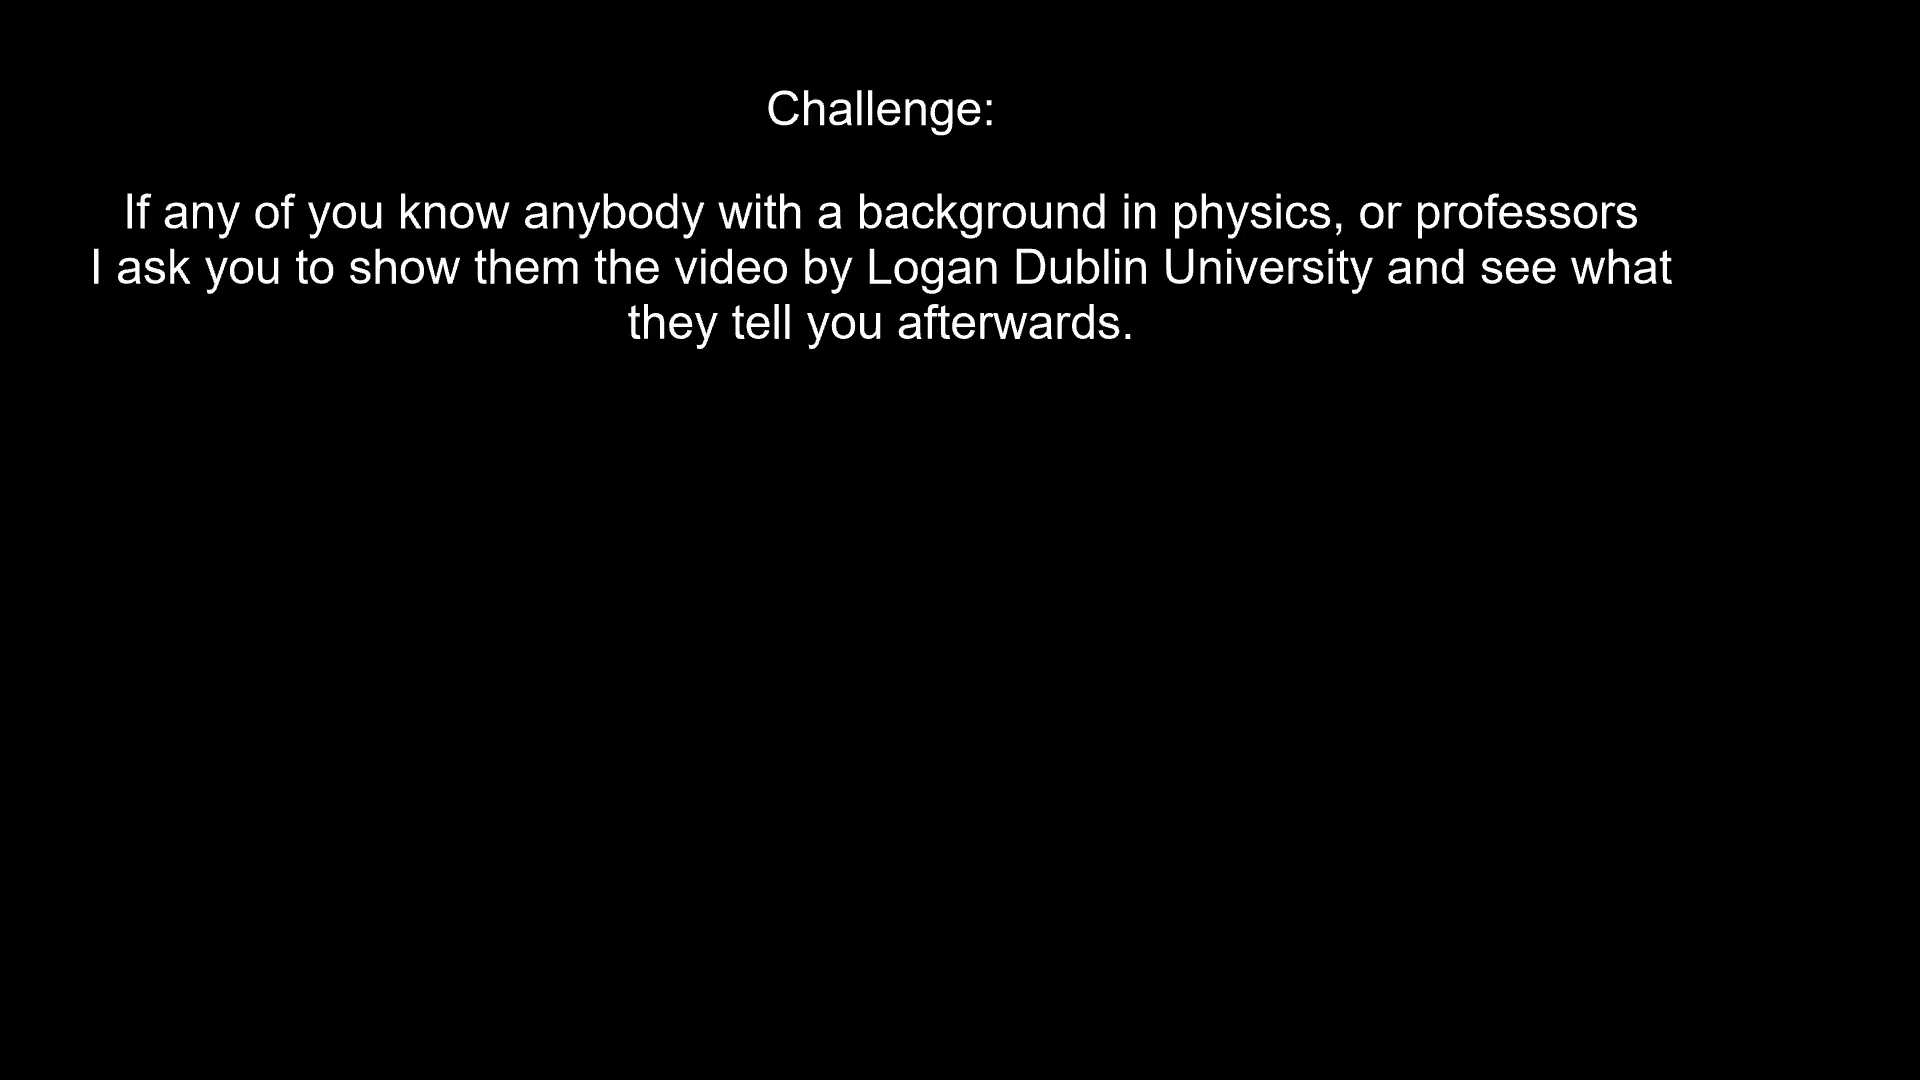 Challenge:
If any of you know anybody with a background in physics, or professors
I ask you to show them the video by Logan Dublin University and see what
they tell you afterwards.